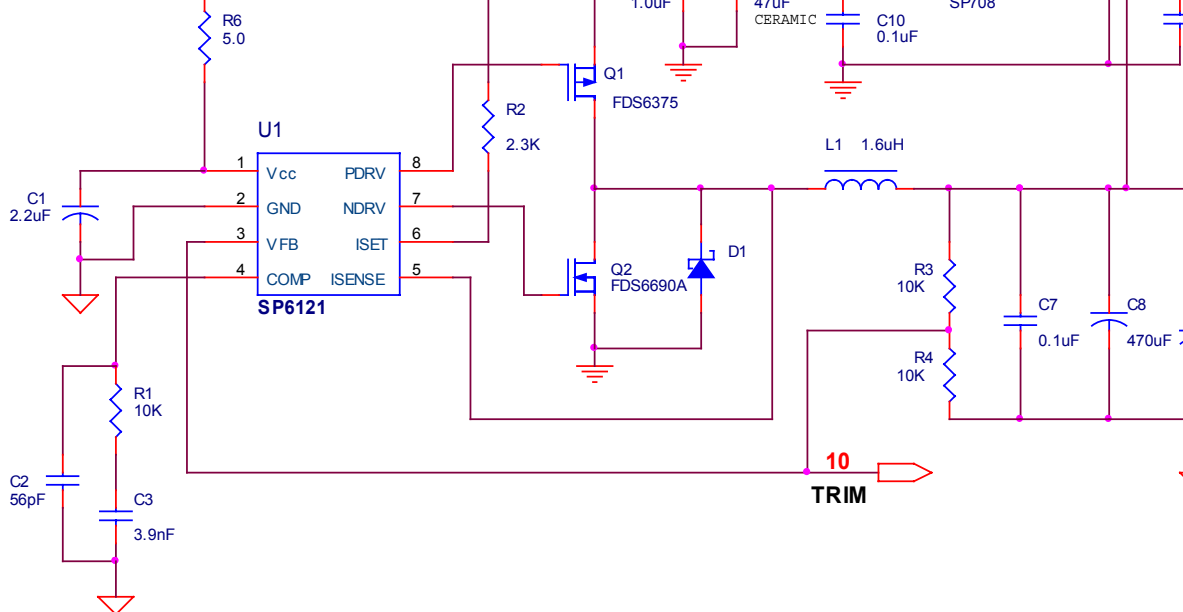 1.0uF
47uF
CERAMIC
SP708
C10
0.1uF
R6
5.0
Q1
FDS6375
R2
2.3K
U1
L1 1.6uH
1 Vcc PDRV 8
2 GND NDRV 7
3 VFB ISET 6
4 COMP ISENSE 5
SP6121
C1
2.2uF
Q2
FDS6690A
D1
R3
10K
C7
0.1uF
C8
470uF
R4
10K
R1
10K
C2
56pF
C3
3.9nF
10
TRIM